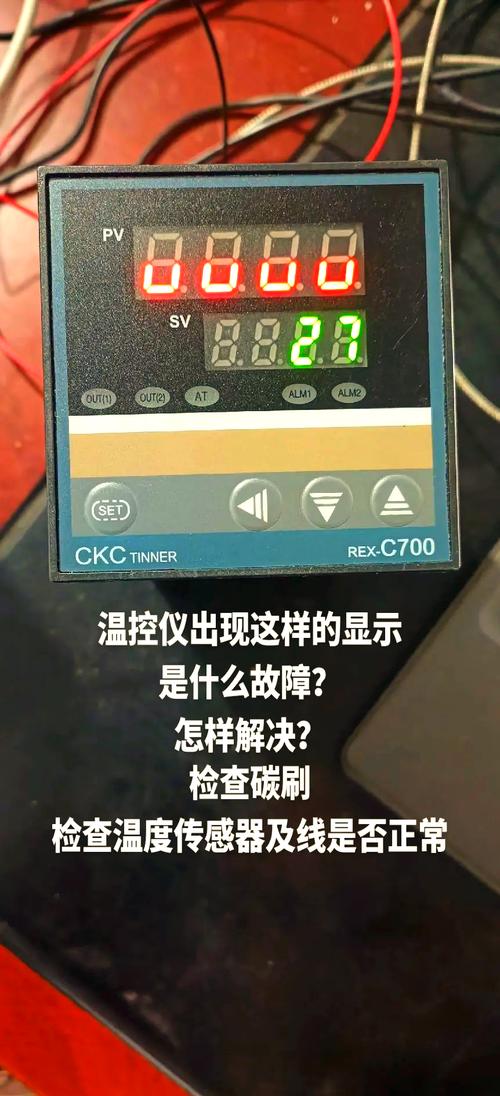 PV
uuuu
SV
27
OUT(1) OUT(2) AT ALM1 ALM2
SET
CKC TINNER REX-C700
温控仪出现这样的显示
是什么故障?
怎样解决?
检查碳刷
检查温度传感器及线是否正常